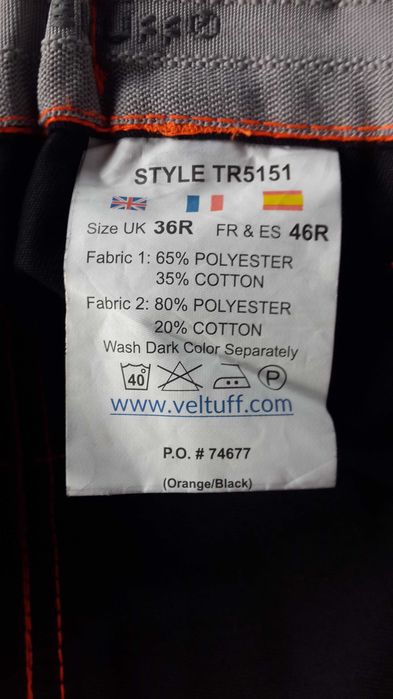 STYLE TR5151
Size UK 36R FR & ES 46R
Fabric 1: 65% POLYESTER
35% COTTON
Fabric 2: 80% POLYESTER
20% COTTON
Wash Dark Color Separately
40 P
www.veltuff.com
P.O. # 74677
(Orange/Black)